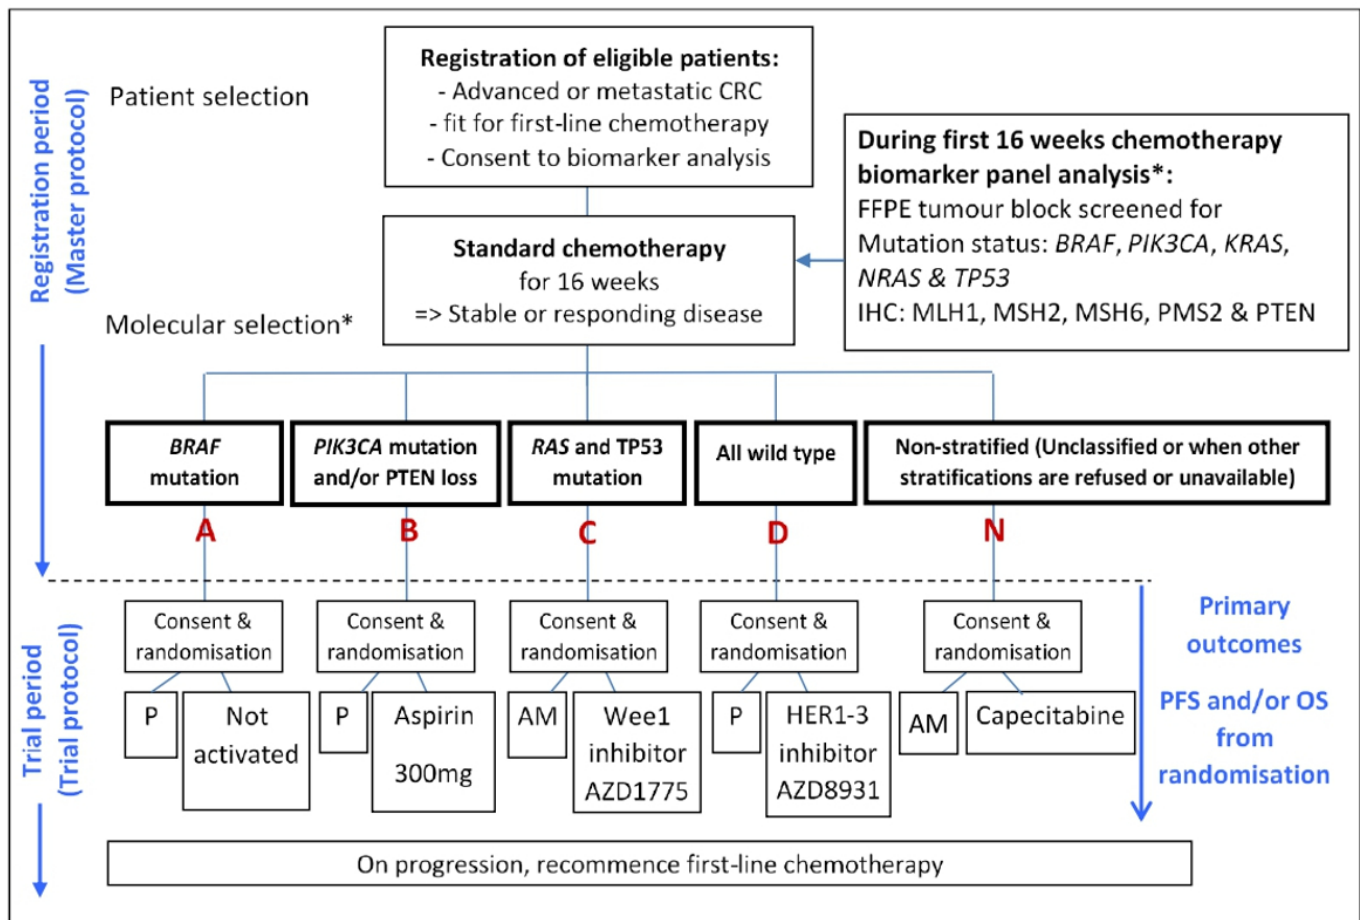 Registration period
(Master protocol)
Patient selection
Registration of eligible patients:
- Advanced or metastatic CRC
- fit for first-line chemotherapy
- Consent to biomarker analysis
During first 16 weeks chemotherapy
biomarker panel analysis*:
FFPE tumour block screened for
Mutation status: BRAF, PIK3CA, KRAS,
NRAS & TP53
IHC: MLH1, MSH2, MSH6, PMS2 & PTEN
Standard chemotherapy
for 16 weeks
=> Stable or responding disease
Molecular selection*
BRAF
mutation
PIK3CA mutation
and/or PTEN loss
RAS and TP53
mutation
All wild type
Non-stratified (Unclassified or when other
stratifications are refused or unavailable)
A
B
C
D
N
Trial period
(Trial protocol)
Consent &
randomisation
Consent &
randomisation
Consent &
randomisation
Consent &
randomisation
Consent &
randomisation
P
Not
activated
P
Aspirin
300mg
AM
Wee1
inhibitor
AZD1775
P
HER1-3
inhibitor
AZD8931
AM
Capecitabine
Primary
outcomes
PFS and/or OS
from
randomisation
On progression, recommence first-line chemotherapy